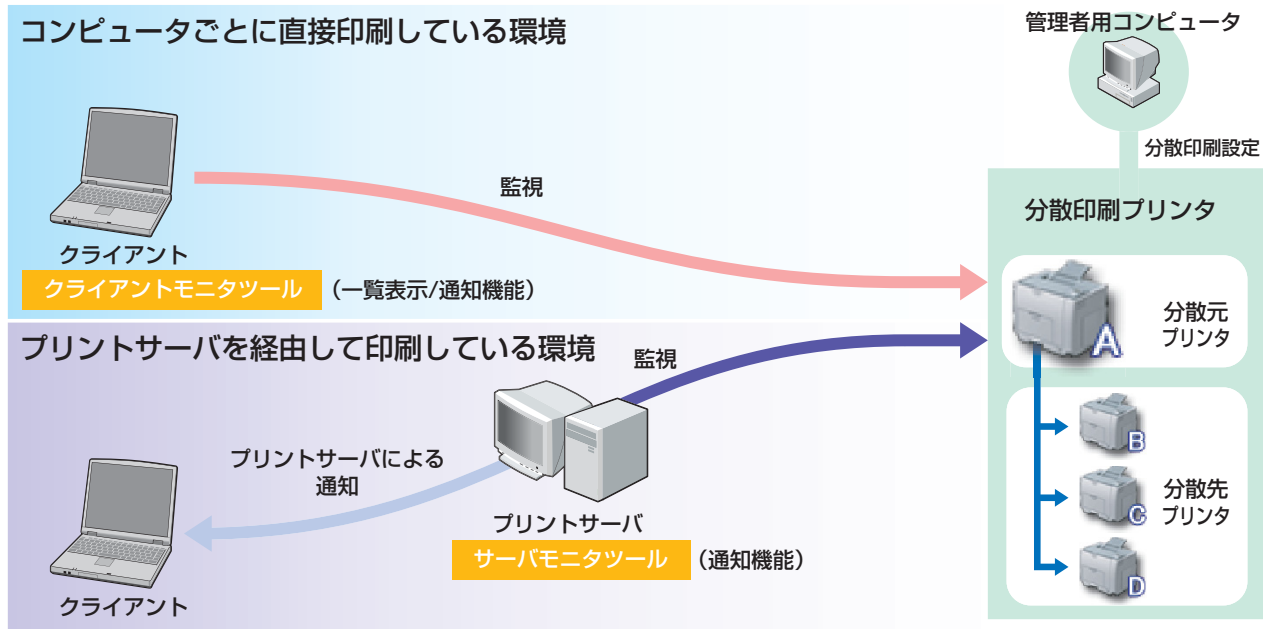 コンピュータごとに直接印刷している環境
クライアント
クライアントモニタツール
(一覧表示/通知機能)
監視
プリントサーバを経由して印刷している環境
監視
プリントサーバによる
通知
プリントサーバ
サーバモニタツール
(通知機能)
クライアント
管理者用コンピュータ
分散印刷設定
分散印刷プリンタ
A
分散元
プリンタ
B
C
D
分散先
プリンタ